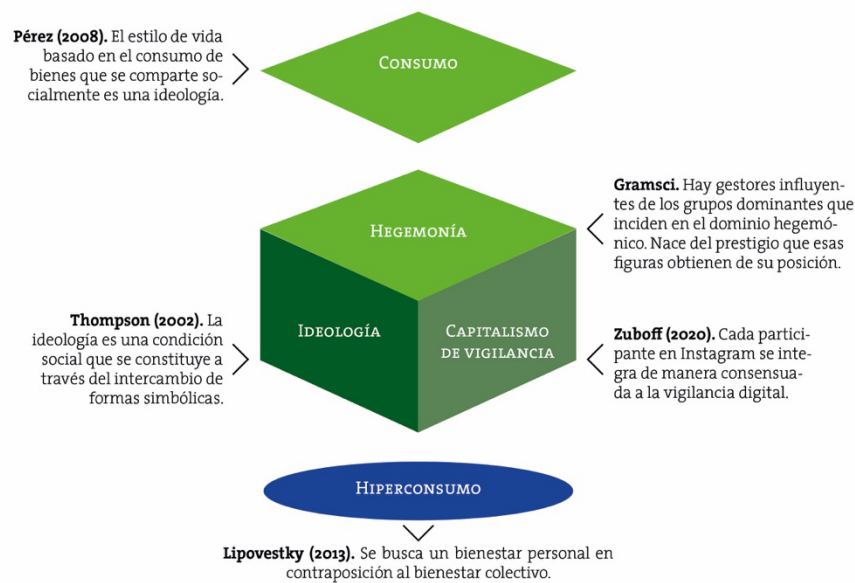 Pérez (2008). El estilo de vida
basado en el consumo de
bienes que se comparte so-
cialmente es una ideología.
Consumo
Hegemonía
Gramsci. Hay gestores influyen-
tes de los grupos dominantes que
inciden en el dominio hegemó-
nico. Nace del prestigio que esas
figuras obtienen de su posición.
Thompson (2002). La
ideología es una condición
social que se constituye a
través del intercambio de
formas simbólicas.
Ideología
Capitalismo
de vigilancia
Zuboff (2020). Cada partici-
pante en Instagram se inte-
gra de manera consensua-
da a la vigilancia digital.
Hiperconsumo
Lipovestky (2013). Se busca un bienestar personal en
contraposición al bienestar colectivo.